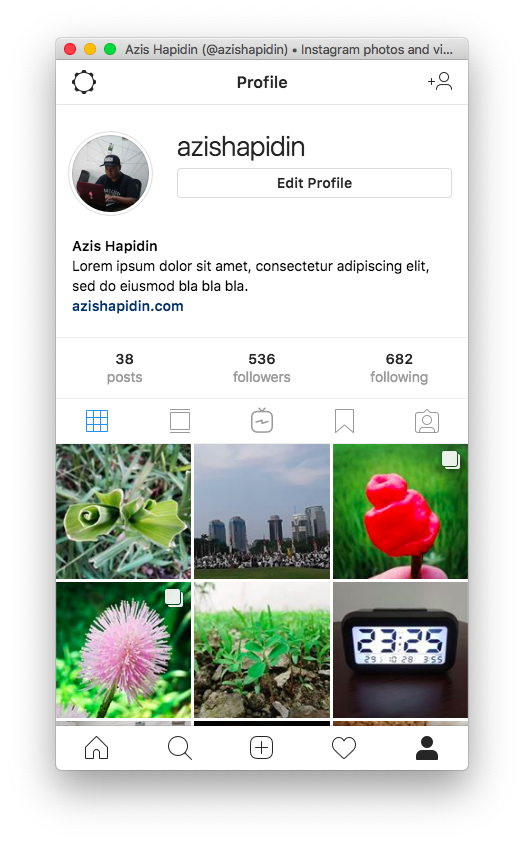 Azis Hapidin (@azishapidin) • Instagram photos and vi...
Profile
azishapidin
Edit Profile
Azis Hapidin
Lorem ipsum dolor sit amet, consectetur adipiscing elit,
sed do eiusmod bla bla bla.
azishapidin.com
38 536 682
posts followers following
23:25
29 10 28 3:55